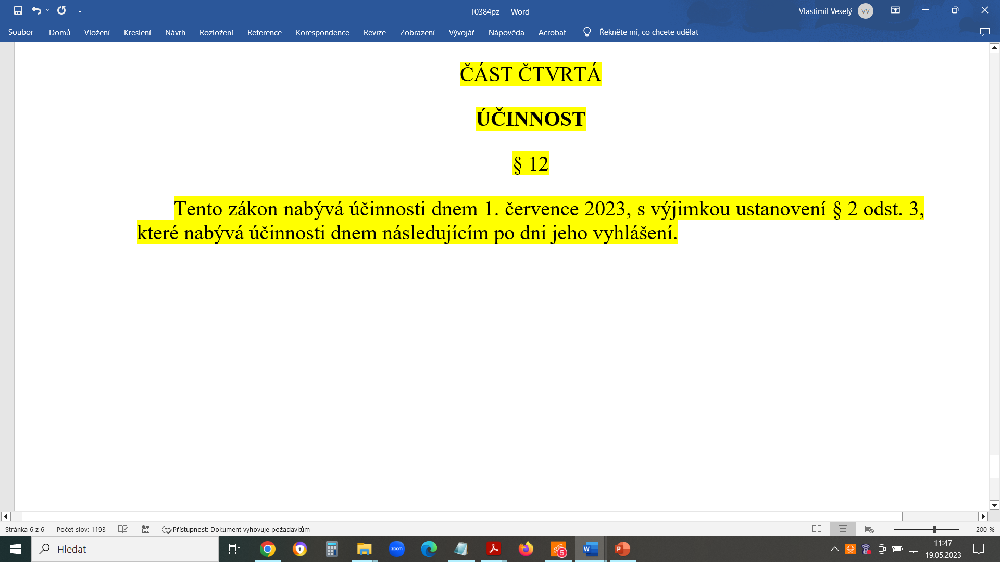 T0384pz - Word
Vlastimil Veselý
VV
Soubor Domů Vložení Kreslení Návrh Rozložení Reference Korespondence Revize Zobrazení Vývojář Nápověda Acrobat Řekněte mi, co chcete udělat
ČÁST ČTVRTÁ
ÚČINNOST
§ 12
Tento zákon nabývá účinnosti dnem 1. července 2023, s výjimkou ustanovení § 2 odst. 3,
které nabývá účinnosti dnem následujícím po dni jeho vyhlášení.
Stránka 6 z 6 Počet slov: 1193 Přístupnost: Dokument vyhovuje požadavkům 200 %
Hledat
zoom
5
W
P
11:47
19.05.2023